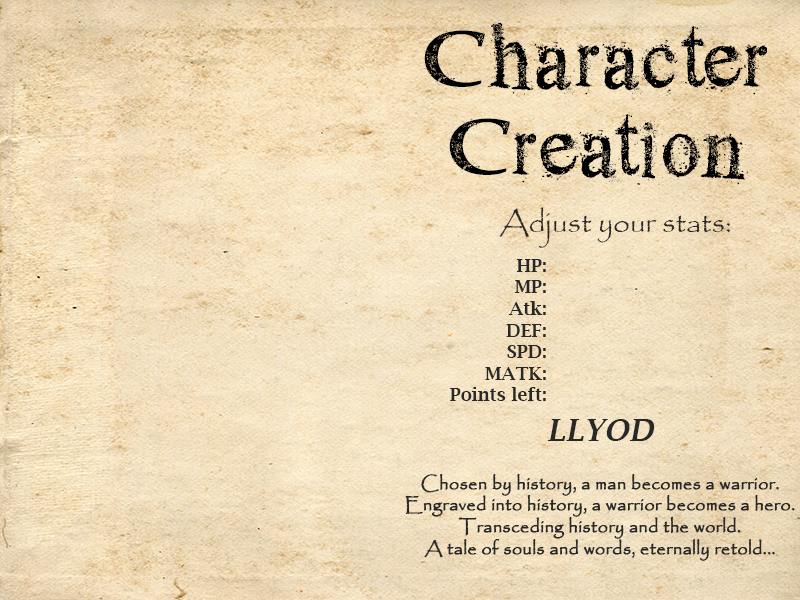 Character
Creation
Adjust your stats:
HP:
MP:
Atk:
DEF:
SPD:
MATK:
Points left:
LLYOD
Chosen by history, a man becomes a warrior.
Engraved into history, a warrior becomes a hero.
Transceding history and the world.
A tale of souls and words, eternally retold...